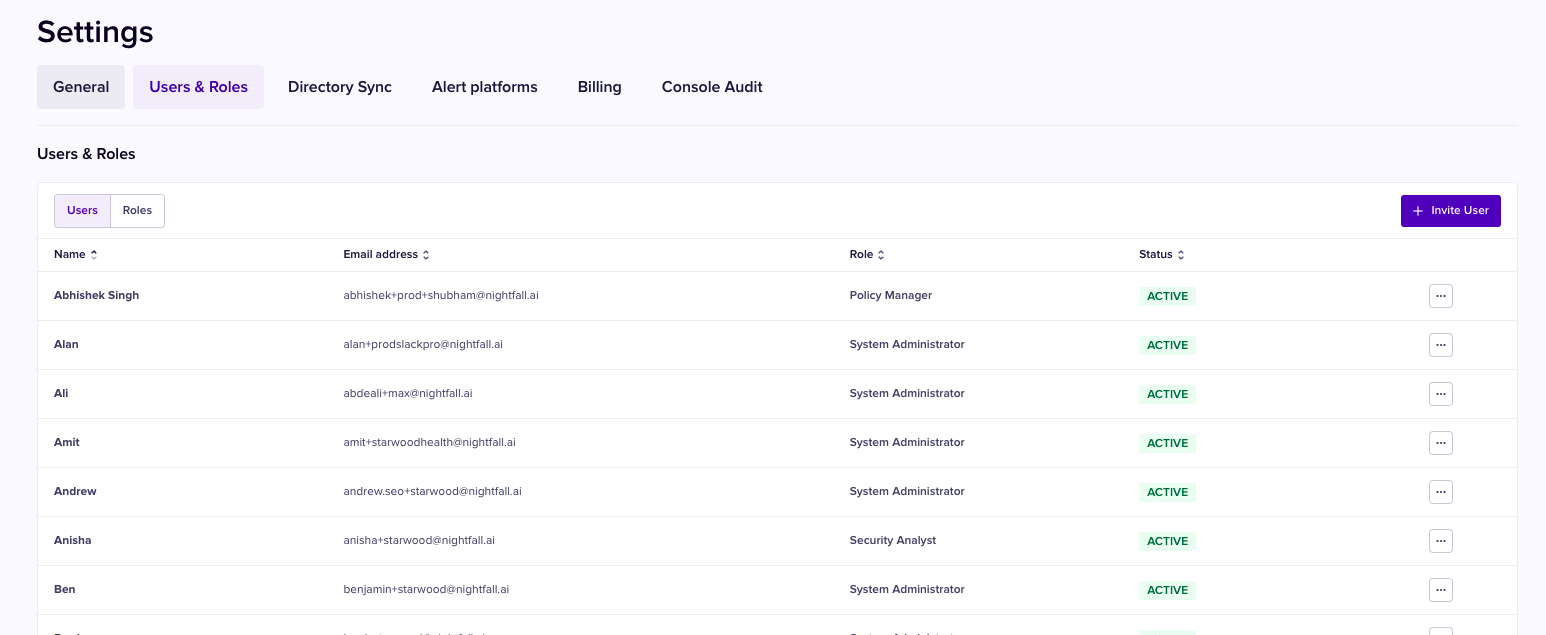 Settings
General Users & Roles Directory Sync Alert platforms Billing Console Audit
Users & Roles
Users Roles + Invite User
Name Email address Role Status
Abhishek Singh abhishek+prod+shubham@nightfall.ai Policy Manager ACTIVE ...
Alan alan+prodslackpro@nightfall.ai System Administrator ACTIVE ...
Ali abdeali+max@nightfall.ai System Administrator ACTIVE ...
Amit amit+starwoodhealth@nightfall.ai System Administrator ACTIVE ...
Andrew andrew.seo+starwood@nightfall.ai System Administrator ACTIVE ...
Anisha anisha+starwood@nightfall.ai Security Analyst ACTIVE ...
Ben benjamin+starwood@nightfall.ai System Administrator ACTIVE ...